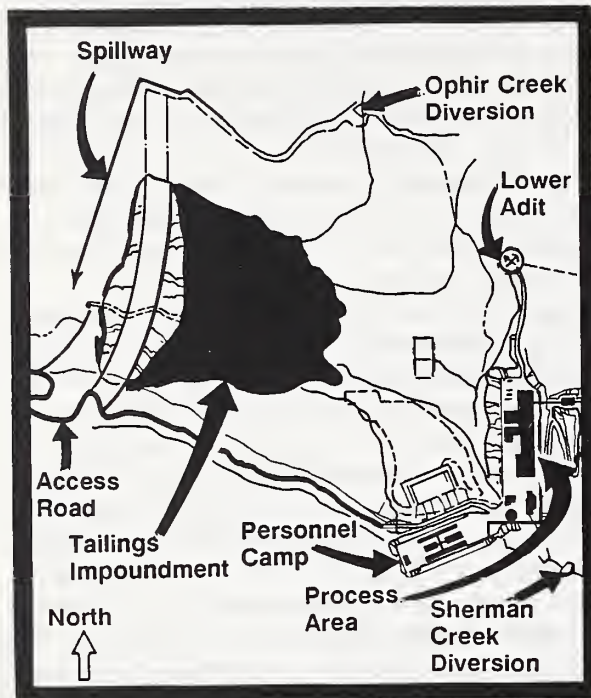 Spillway
Ophir Creek
Diversion
Lower
Adit
Access
Road
Tailings
Impoundment
Personnel
Camp
Process
Area
Sherman
Creek
Diversion
North